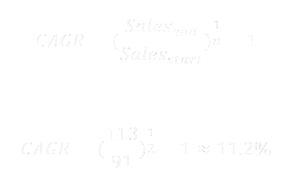 CAGR = (Sales_end / Sales_start)^(1/n) - 1
CAGR = (113 / 91)^(1/2) - 1 ≈ 11.2%